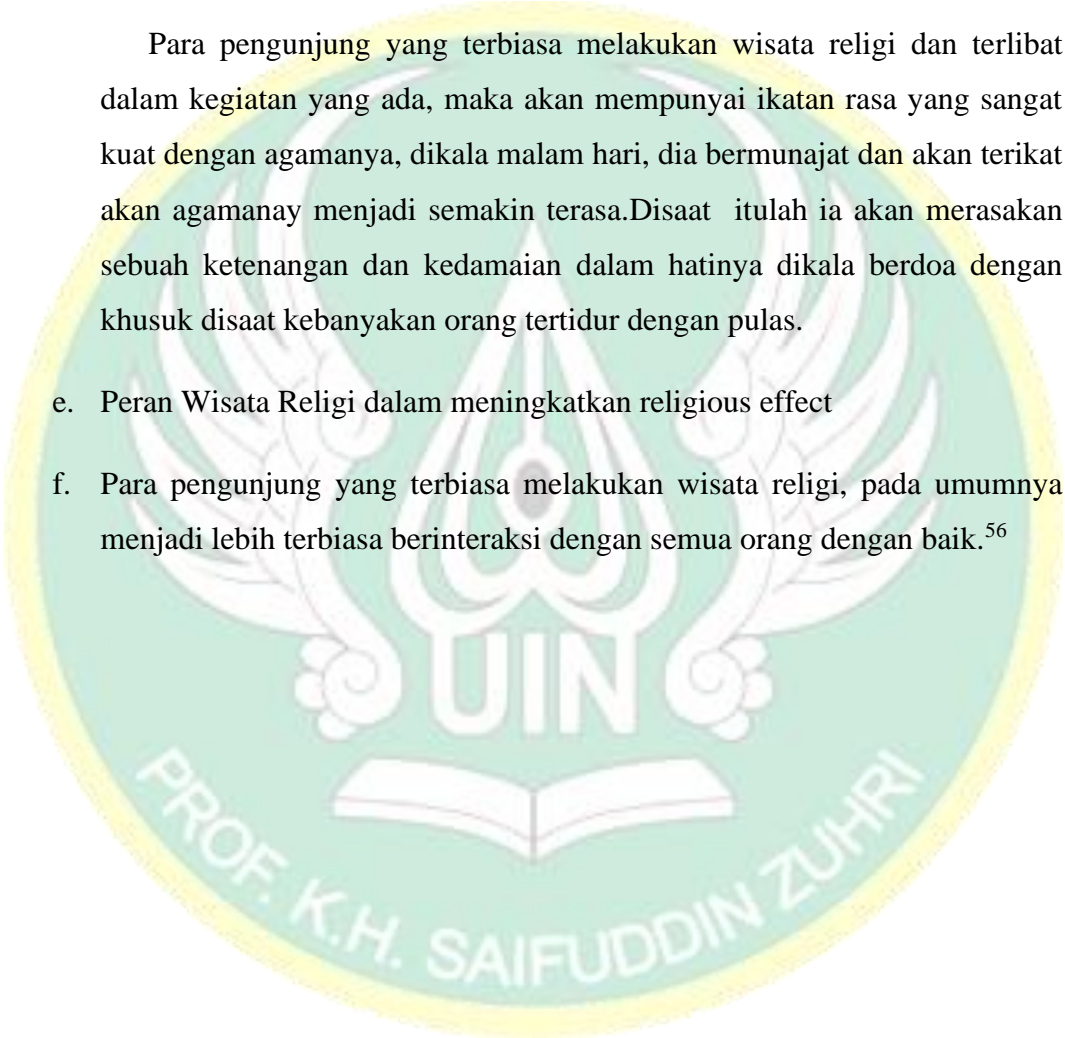 Para pengunjung yang terbiasa melakukan wisata religi dan terlibat
dalam kegiatan yang ada, maka akan mempunyai ikatan rasa yang sangat
kuat dengan agamanya, dikala malam hari, dia bermunajat dan akan terikat
akan agamanay menjadi semakin terasa.Disaat itulah ia akan merasakan
sebuah ketenangan dan kedamaian dalam hatinya dikala berdoa dengan
khusuk disaat kebanyakan orang tertidur dengan pulas.
e. Peran Wisata Religi dalam meningkatkan religious effect
f. Para pengunjung yang terbiasa melakukan wisata religi, pada umumnya
menjadi lebih terbiasa berinteraksi dengan semua orang dengan baik.56
UIN
PROF. K.H. SAIFUDDIN ZUHRI